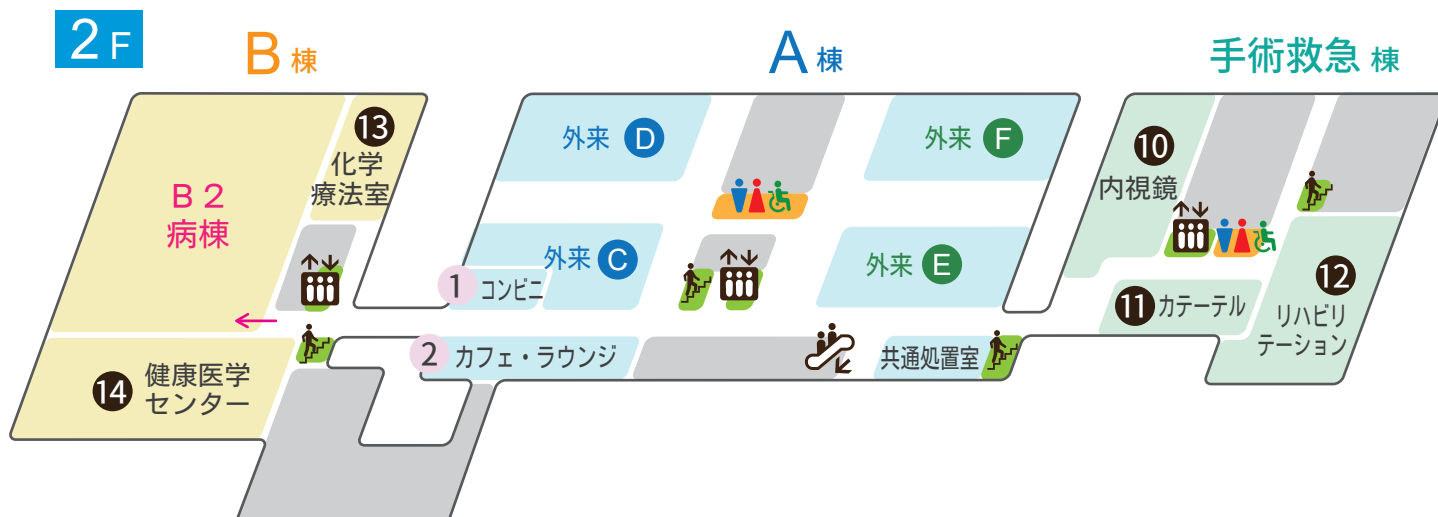 2F
B棟
A棟
手術救急棟
B2
病棟
13
化学
療法室
14
健康医学
センター
外来 D
外来 F
外来 C
外来 E
1 コンビニ
2 カフェ・ラウンジ
共通処置室
10
内視鏡
11 カテーテル
12
リハビリ
テーション